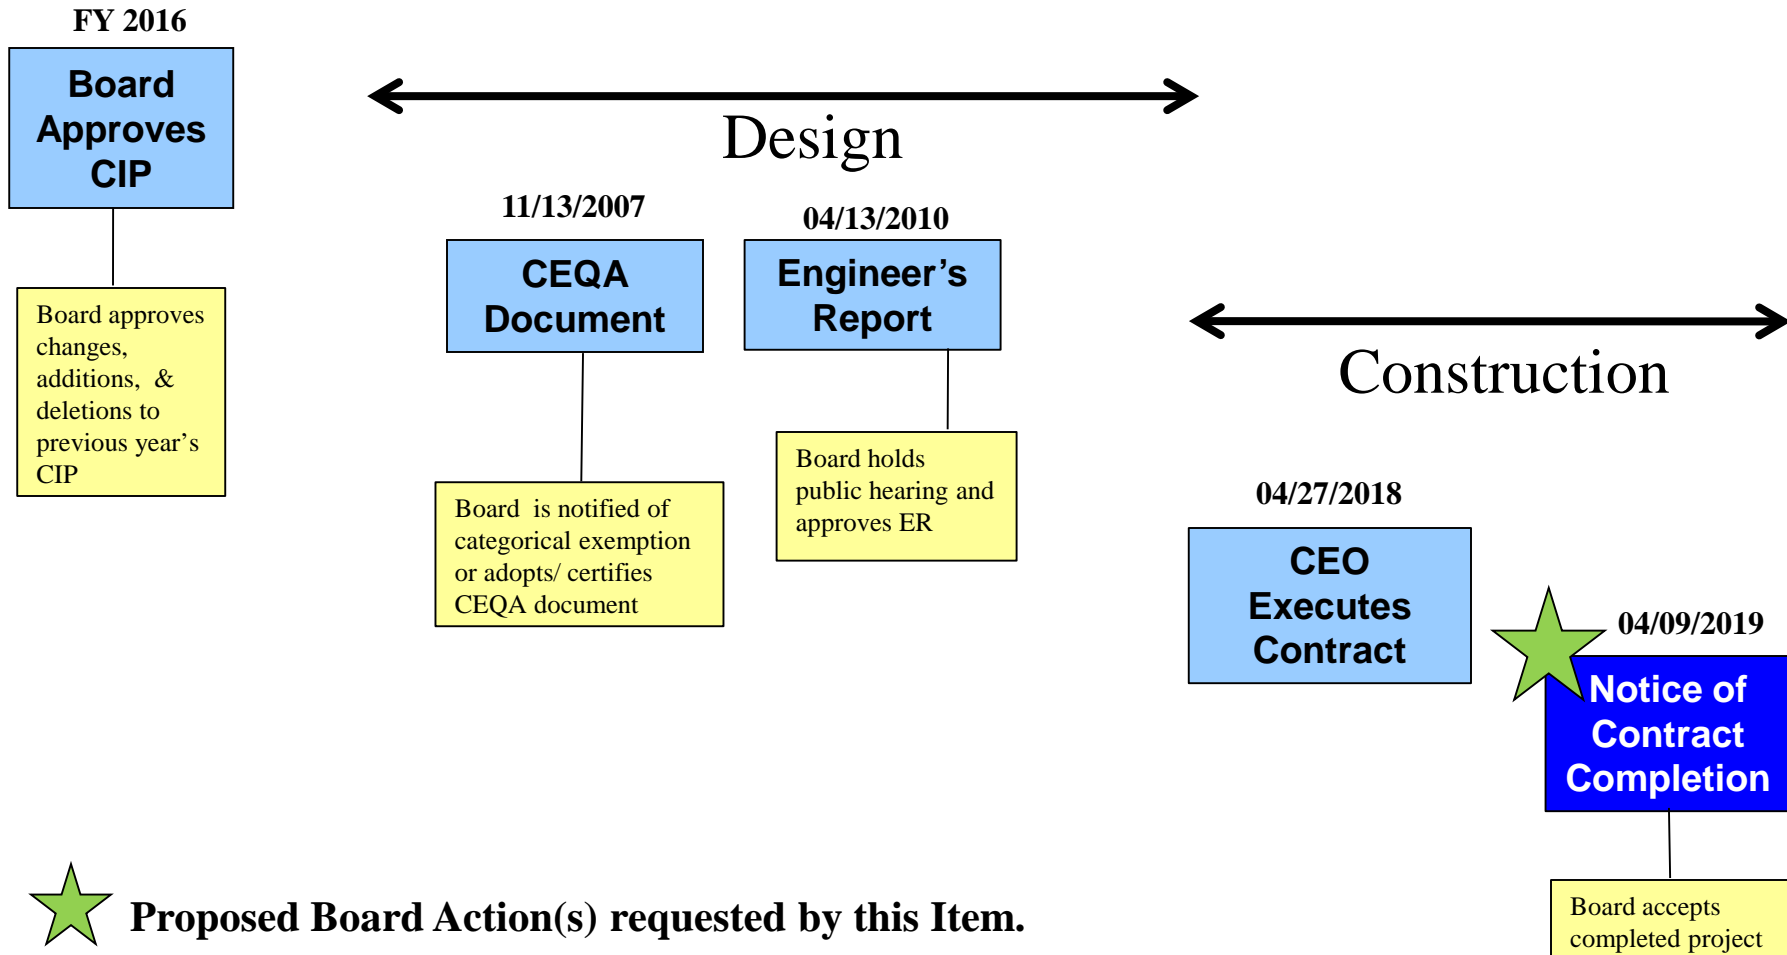 FY 2016
Board
Approves
CIP
Board approves
changes,
additions, &
deletions to
previous year’s
CIP
Design
11/13/2007
CEQA
Document
Board is notified of
categorical exemption
or adopts/ certifies
CEQA document
04/13/2010
Engineer’s
Report
Board holds
public hearing and
approves ER
Construction
04/27/2018
CEO
Executes
Contract
04/09/2019
Notice of
Contract
Completion
Board accepts
completed project
Proposed Board Action(s) requested by this Item.